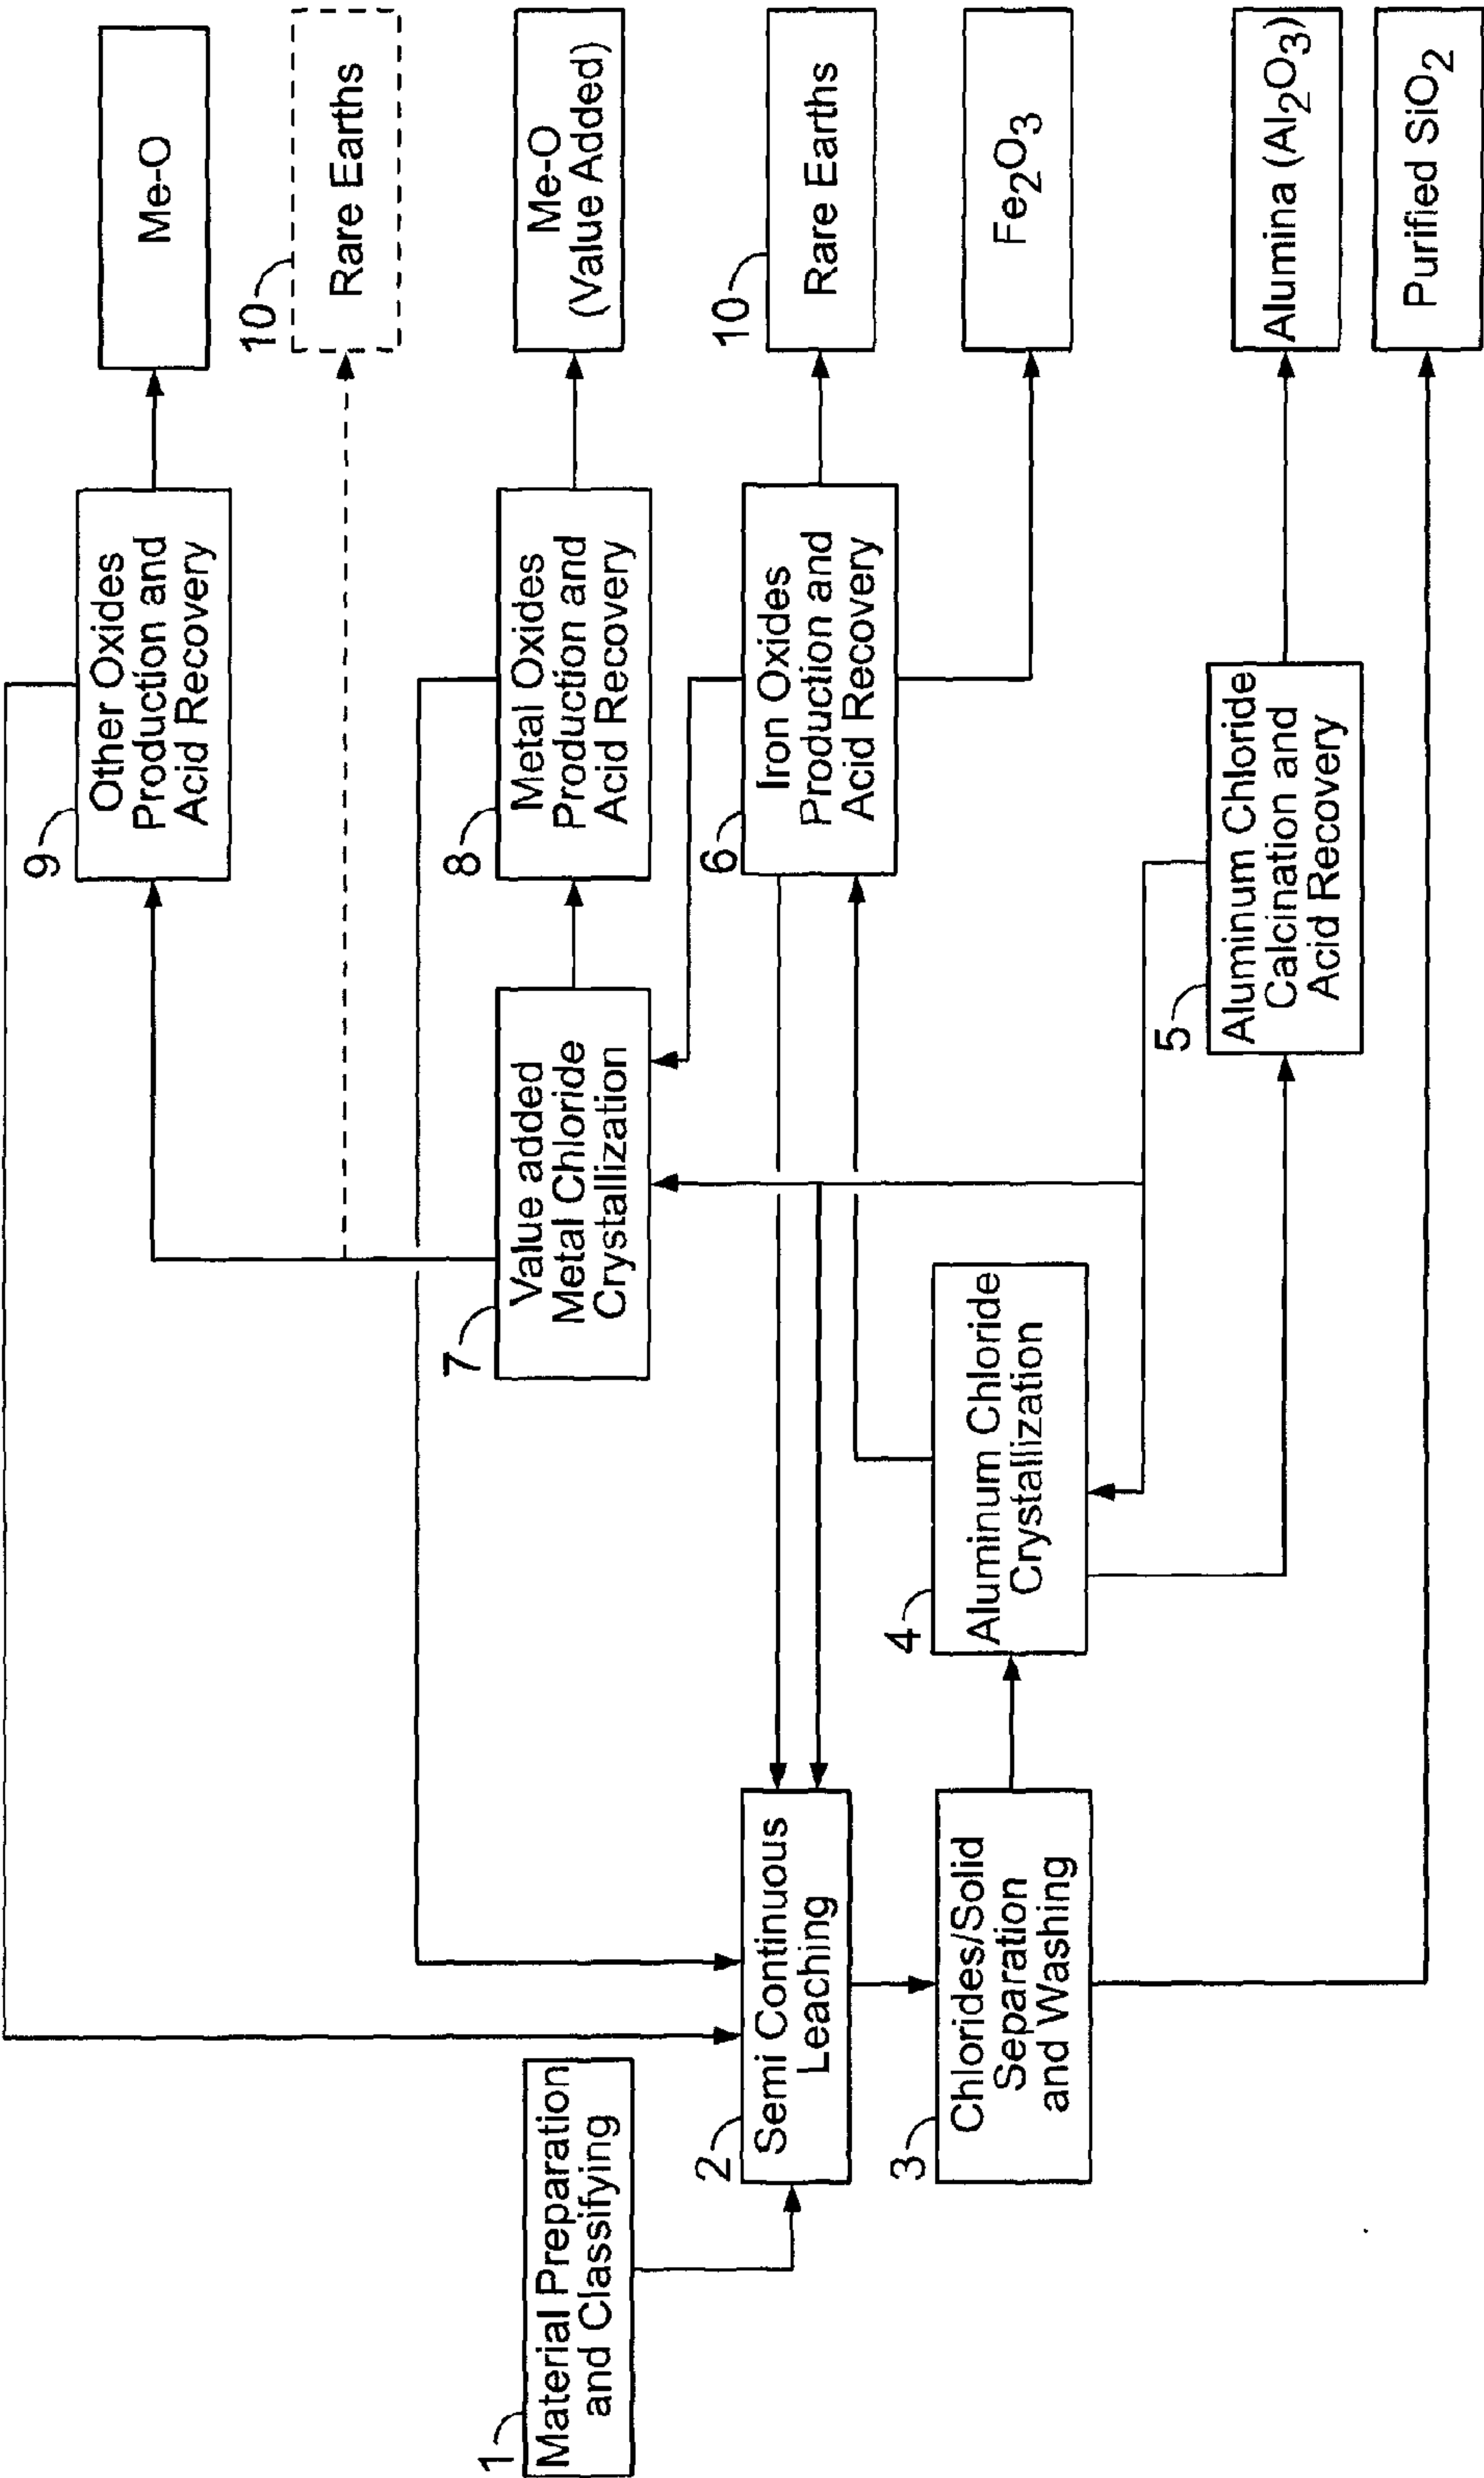 1
Material Preparation
and Classifying
2
Semi Continuous
Leaching
3
Chlorides/Solid
Separation
and Washing
4
Aluminum Chloride
Crystallization
5
Aluminum Chloride
Calcination and
Acid Recovery
6
Iron Oxides
Production and
Acid Recovery
7
Value added
Metal Chloride
Crystallization
8
Metal Oxides
Production and
Acid Recovery
9
Other Oxides
Production and
Acid Recovery
Me-O
10
Rare Earths
Me-O
(Value Added)
10
Rare Earths
Fe2O3
Alumina (Al2O3)
Purified SiO2